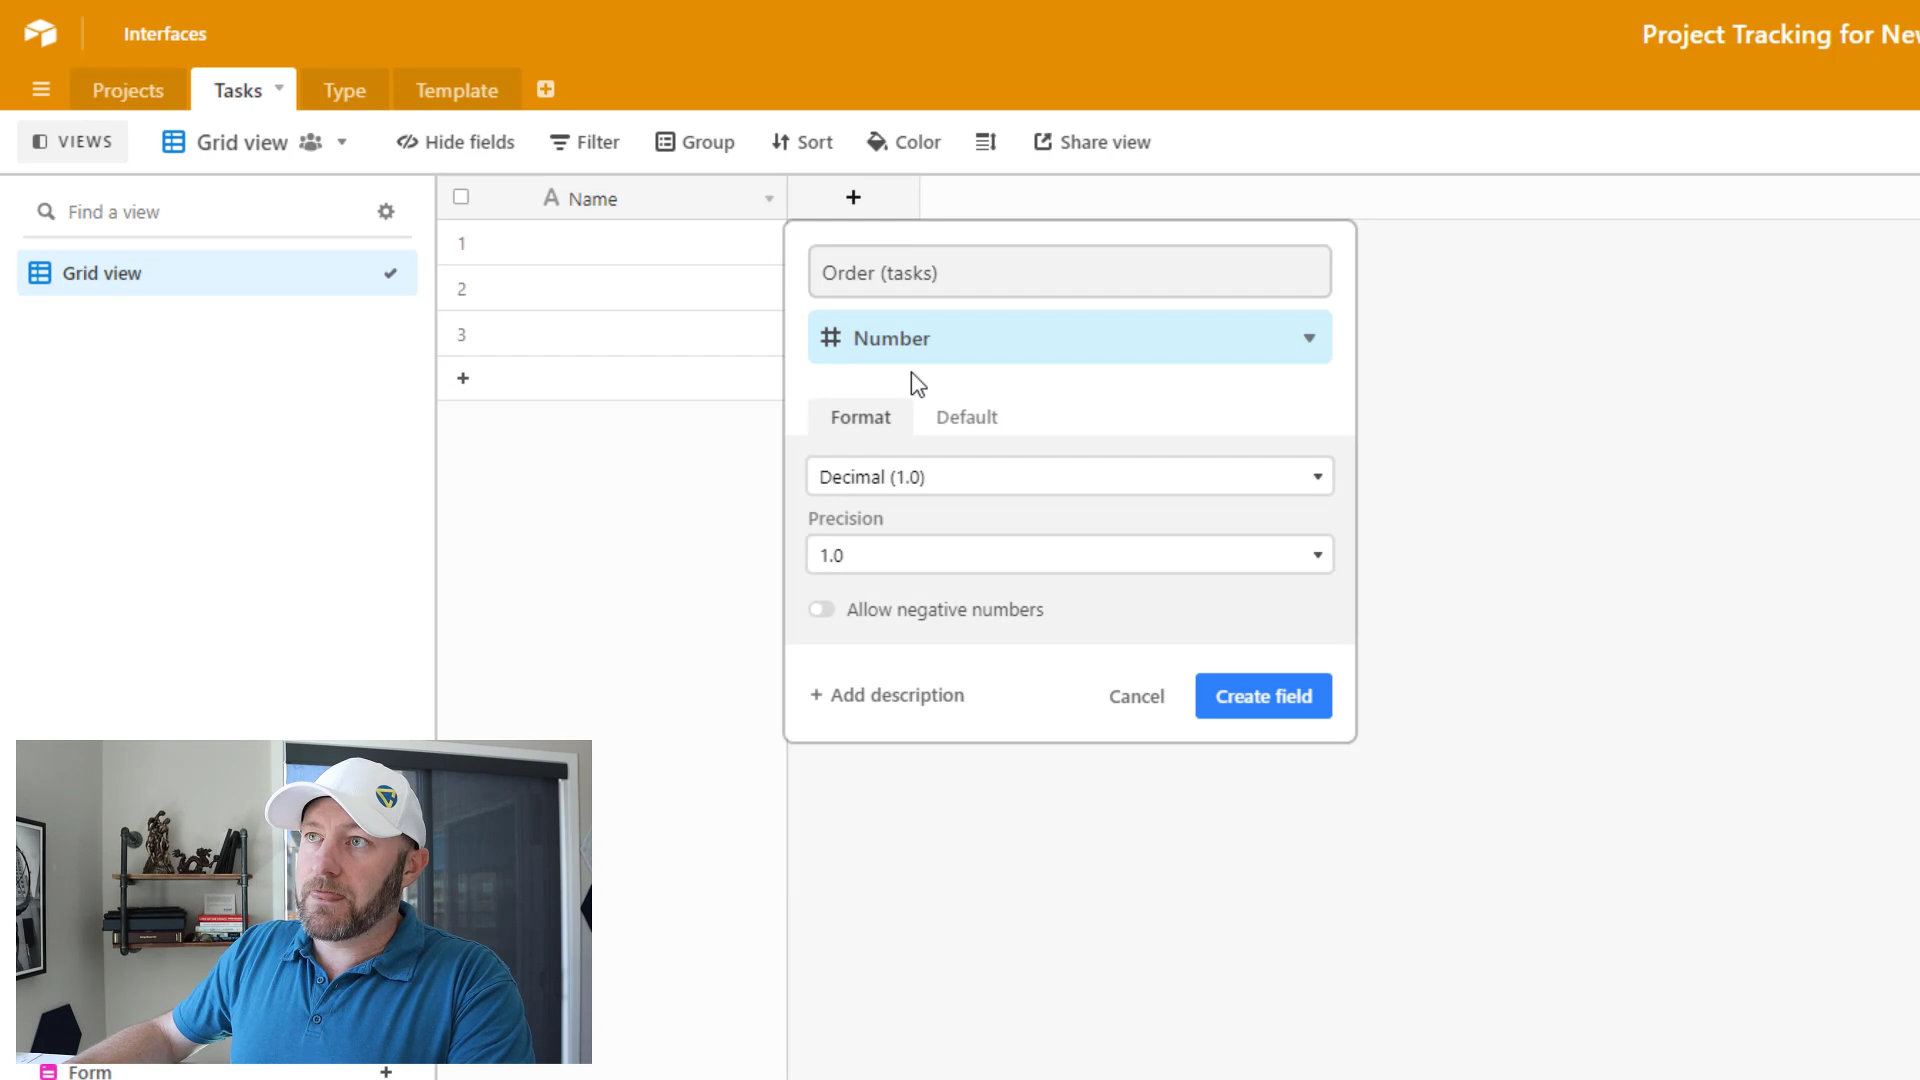 Interfaces
Project Tracking for Nev
Projects
Tasks
Type
Template
VIEWS
Grid view
Hide fields
Filter
Group
Sort
Color
Share view
Find a view
Grid view
Name
1
2
3
Order (tasks)
Number
Format
Default
Decimal (1.0)
Precision
1.0
Allow negative numbers
+ Add description
Cancel
Create field
Form